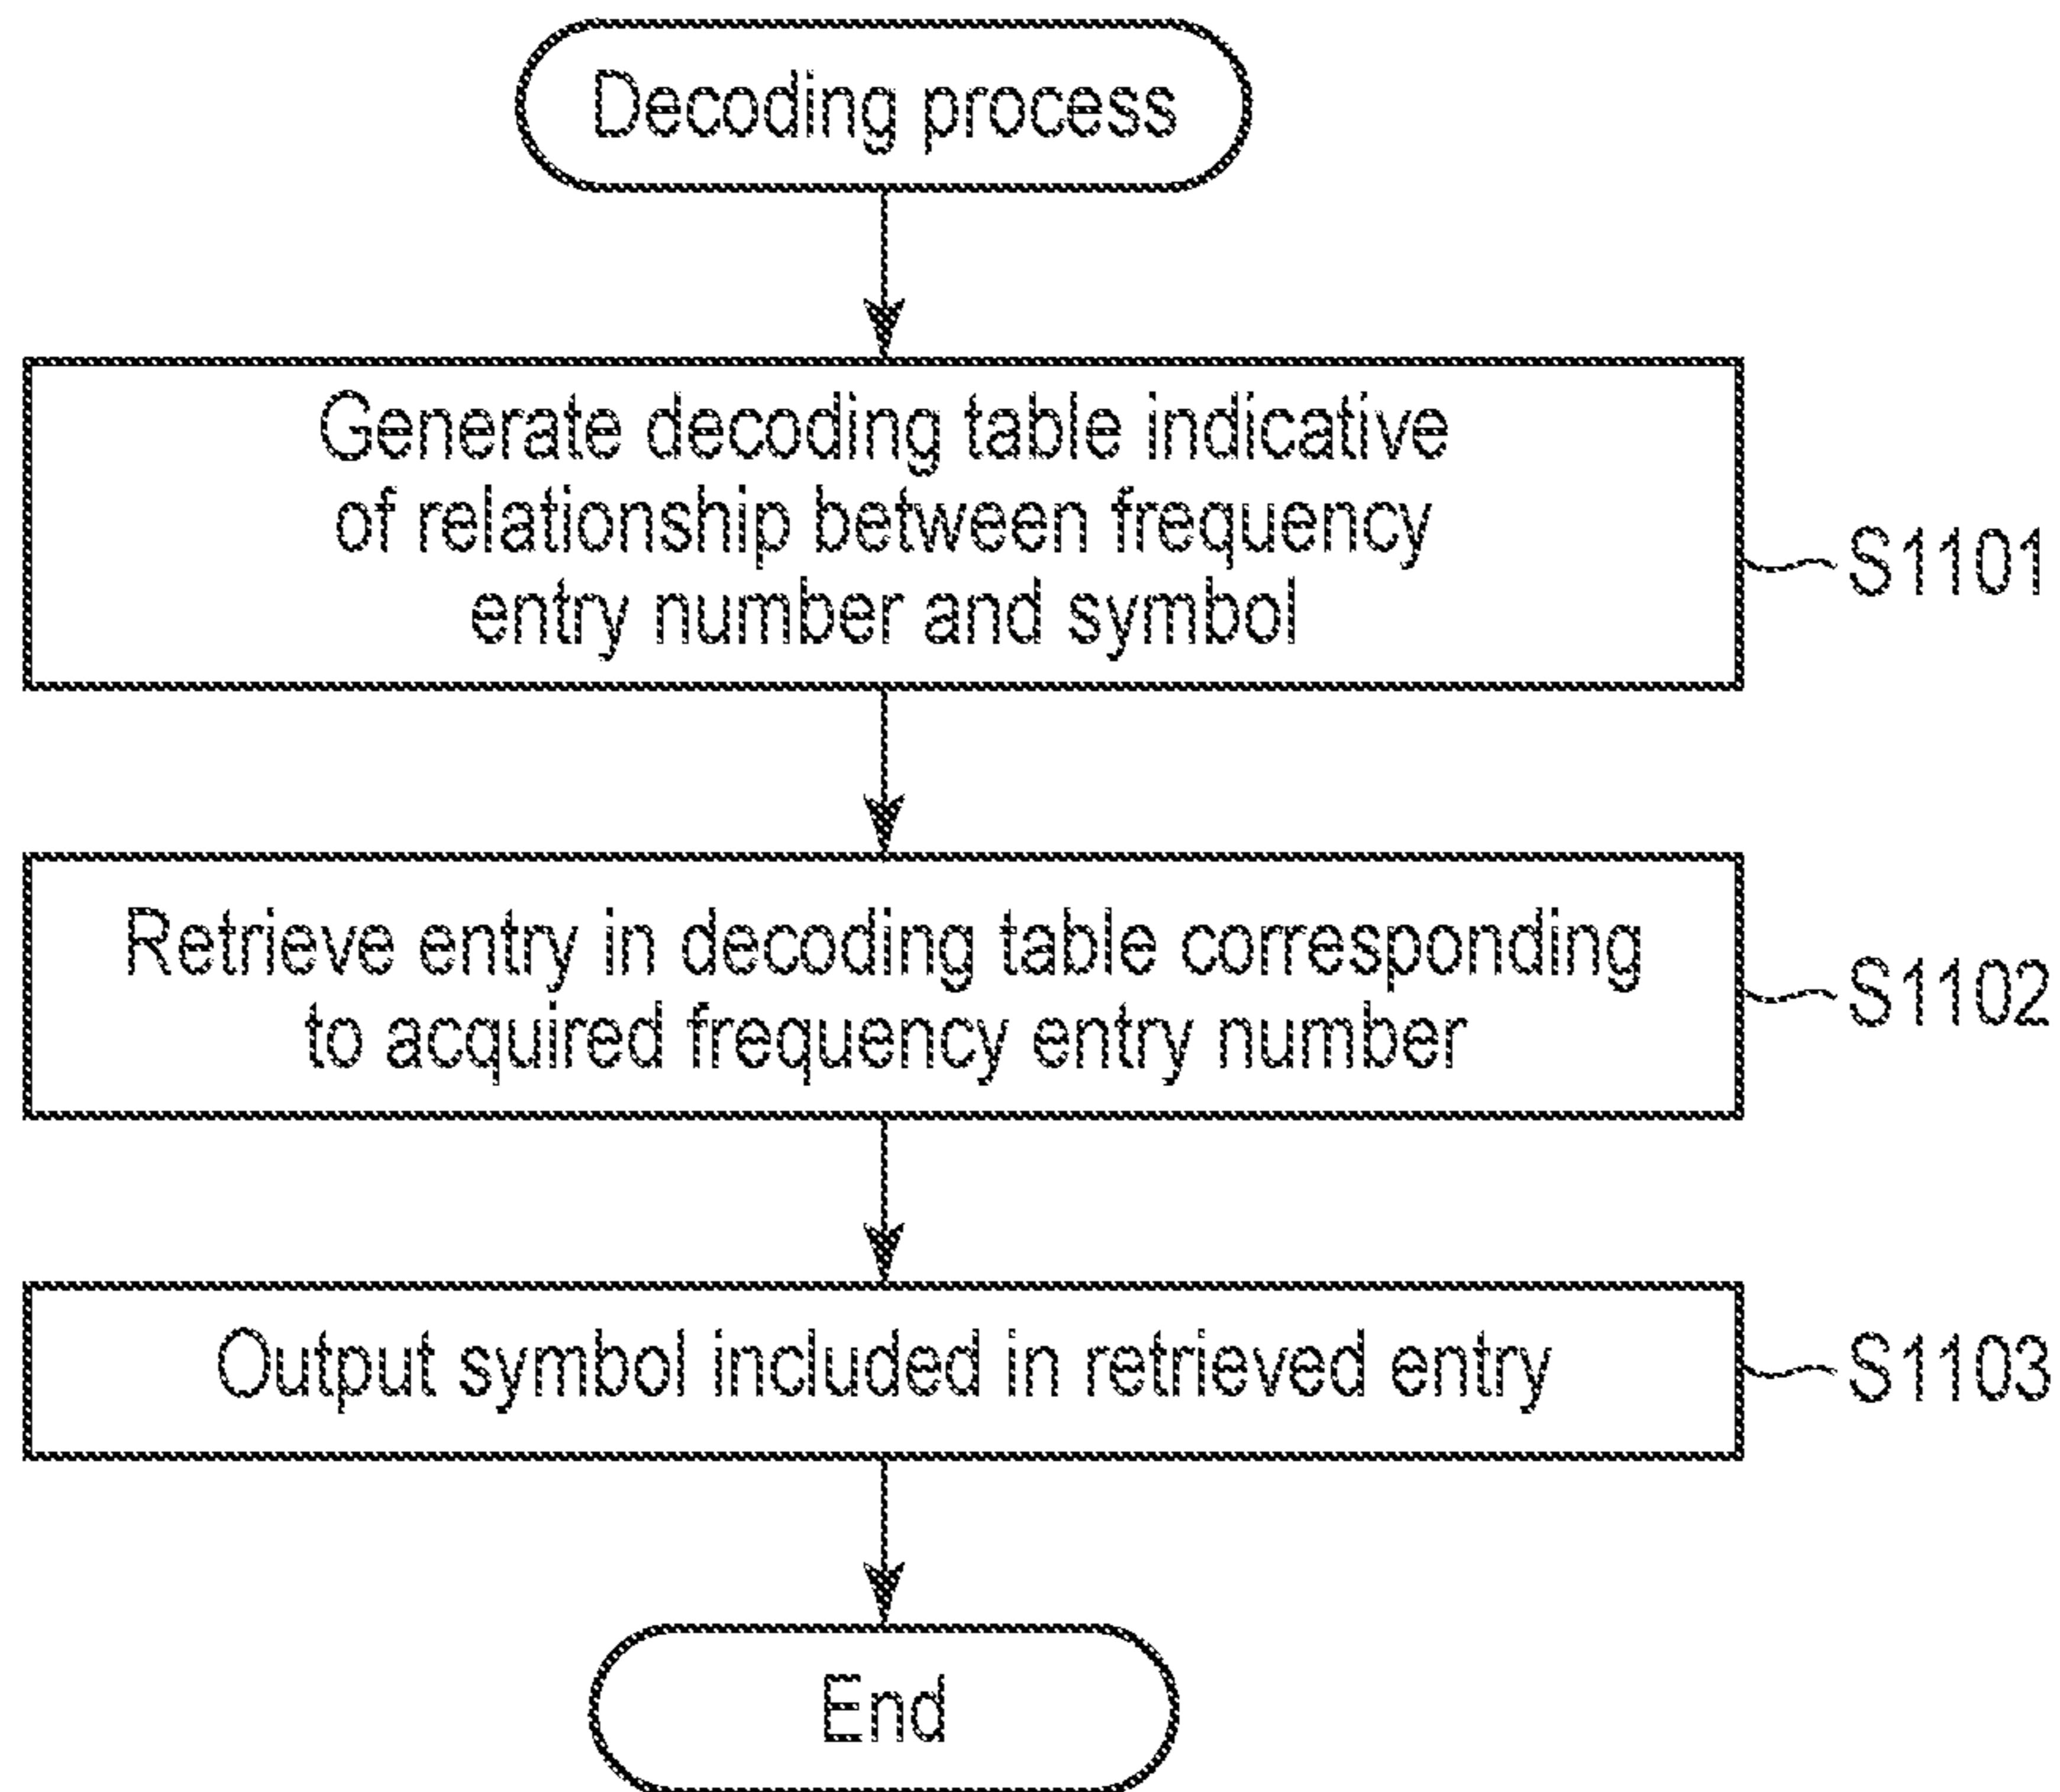 Decoding process
Generate decoding table indicative
of relationship between frequency
entry number and symbol
S1101
Retrieve entry in decoding table corresponding
to acquired frequency entry number
S1102
Output symbol included in retrieved entry
S1103
End